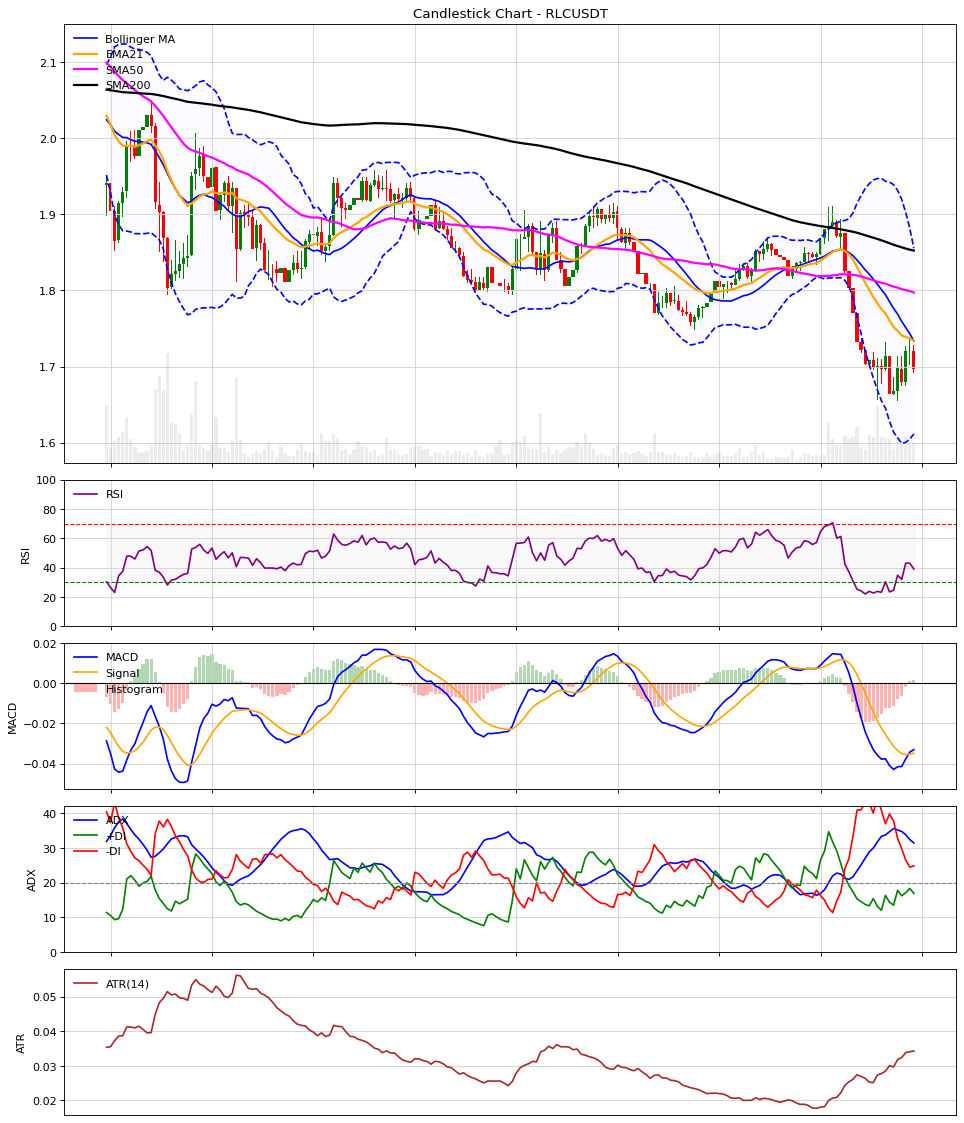 Candlestick Chart - RLCUSDT
Bollinger MA
EMA21
SMA50
SMA200
2.1
2.0
1.9
1.8
1.7
1.6
RSI
RSI
100
80
60
40
20
0
MACD
MACD
Signal
Histogram
0.02
0.00
−0.02
−0.04
ADX
ADX
+DI
-DI
40
30
20
10
0
ATR
ATR(14)
0.05
0.04
0.03
0.02